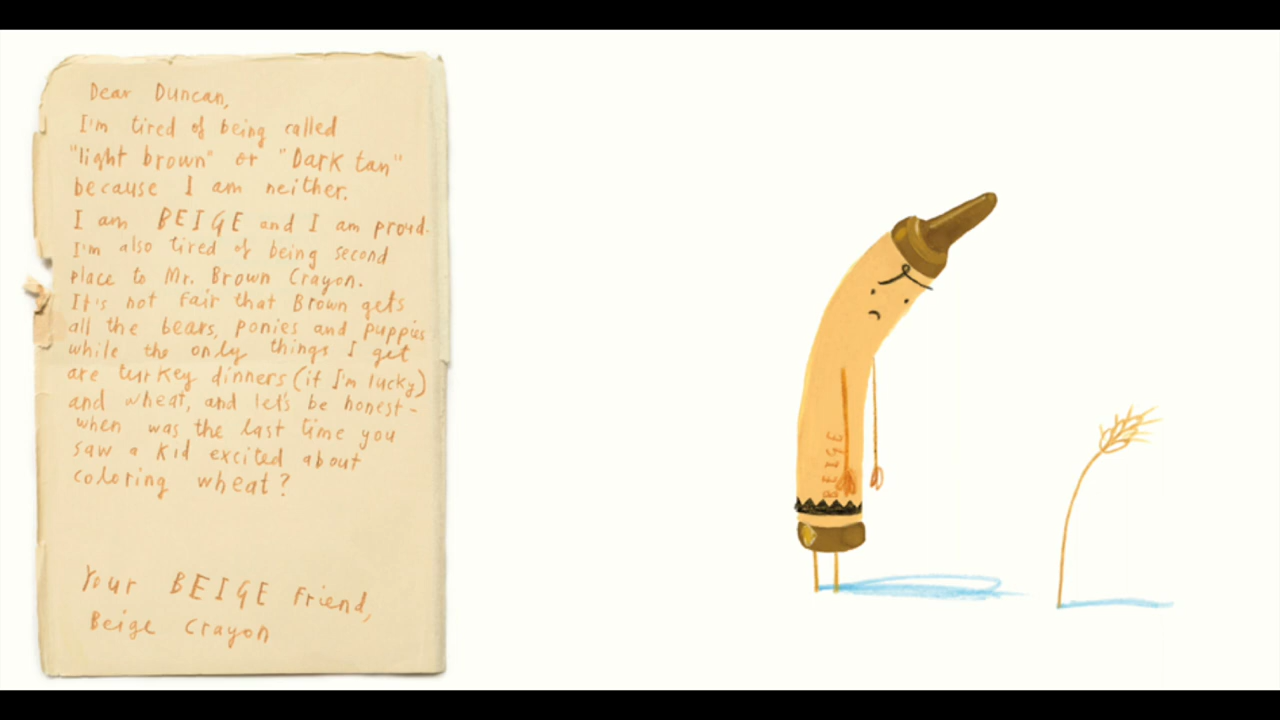 Dear Duncan,
I'm tired of being called
"light brown" or "Dark tan"
because I am neither.
I am BEIGE and I am proud.
I'm also tired of being second
place to Mr. Brown Crayon.
It's not fair that Brown gets
all the bears, ponies and puppies
while the only things I get
are turkey dinners (if I'm lucky)
and wheat, and let's be honest-
when was the last time you
saw a kid excited about
coloring wheat?
Your BEIGE friend,
Beige Crayon
BEIGE